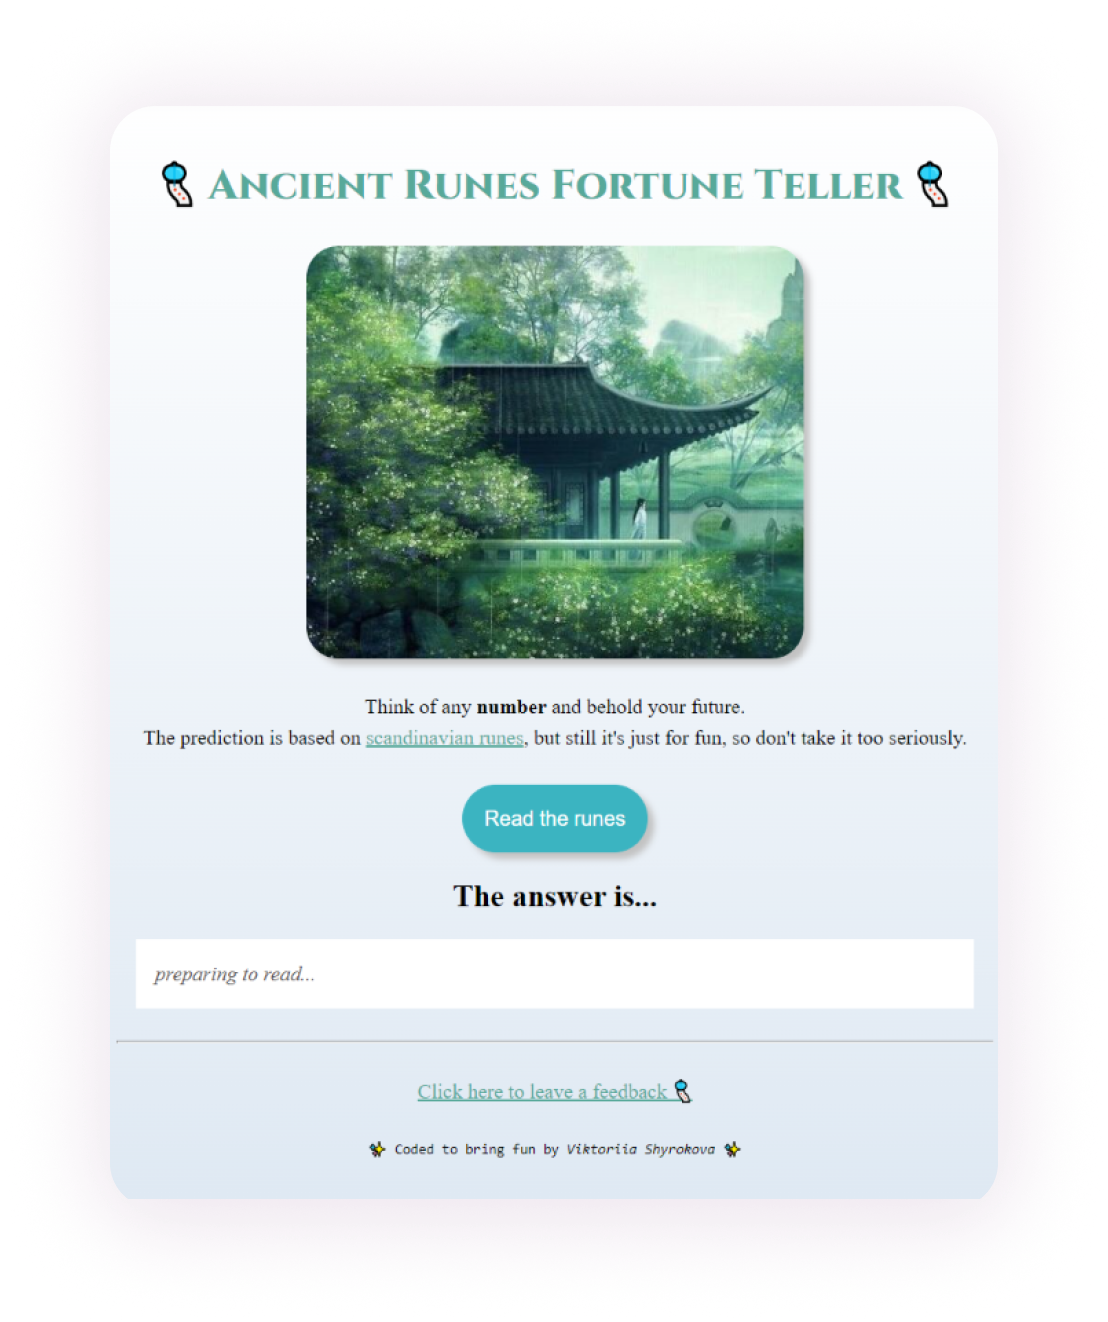 Ancient Runes Fortune Teller
Think of any number and behold your future.
The prediction is based on scandinavian runes, but still it's just for fun, so don't take it too seriously.
Read the runes
The answer is...
preparing to read...
Click here to leave a feedback
Coded to bring fun by Viktoriia Shyrokova